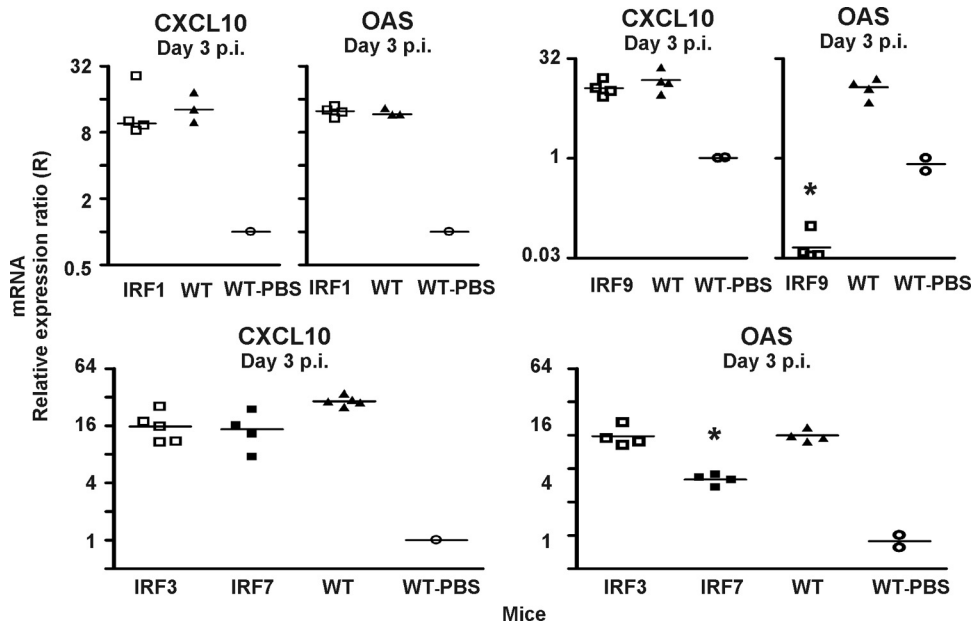 CXCL10
Day 3 p.i.
OAS
Day 3 p.i.
CXCL10
Day 3 p.i.
OAS
Day 3 p.i.
mRNA
Relative expression ratio (R)
32
8
2
0.5
IRF1 WT WT-PBS
IRF1 WT WT-PBS
32
1
0.03
IRF9 WT WT-PBS
*
IRF9 WT WT-PBS
CXCL10
Day 3 p.i.
64
16
4
1
IRF3 IRF7 WT WT-PBS
OAS
Day 3 p.i.
64
16
4
1
*
IRF3 IRF7 WT WT-PBS
Mice